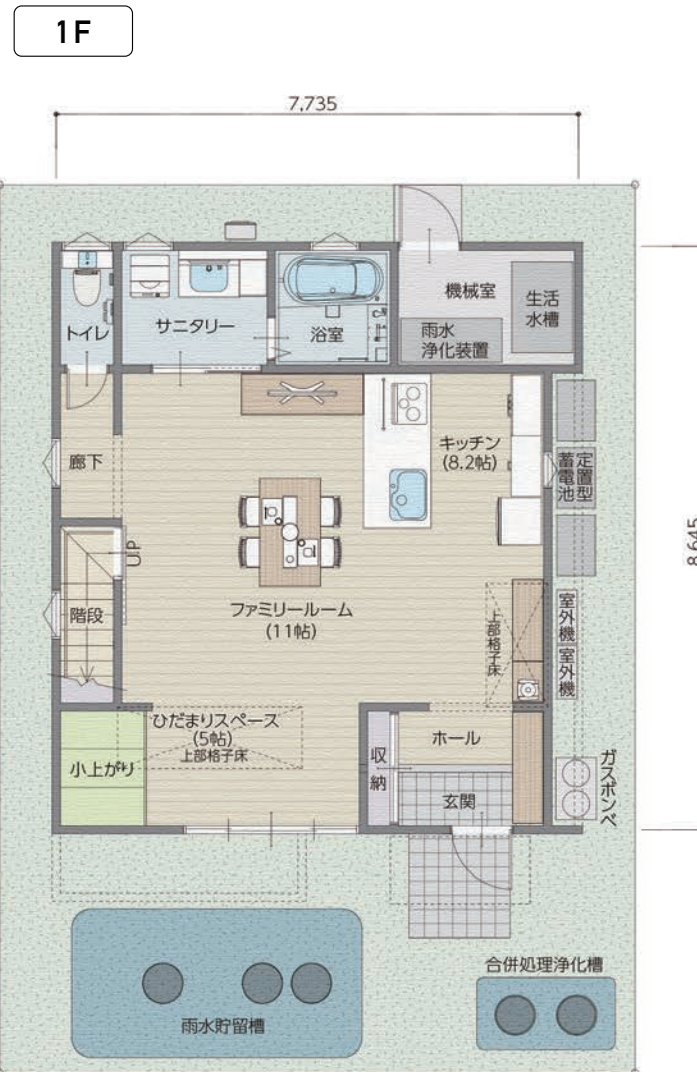 1F
7,735
機械室
生活
水槽
トイレ
サニタリー
浴室
雨水
浄化装置
廊下
キッチン
(8.2帖)
定置型
蓄電池
UP
8,645
階段
ファミリールーム
(11帖)
上部格子床
室外機
室外機
ひだまりスペース
(5帖)
上部格子床
小上がり
収納
ホール
玄関
ガスボンベ
合併処理浄化槽
雨水貯留槽